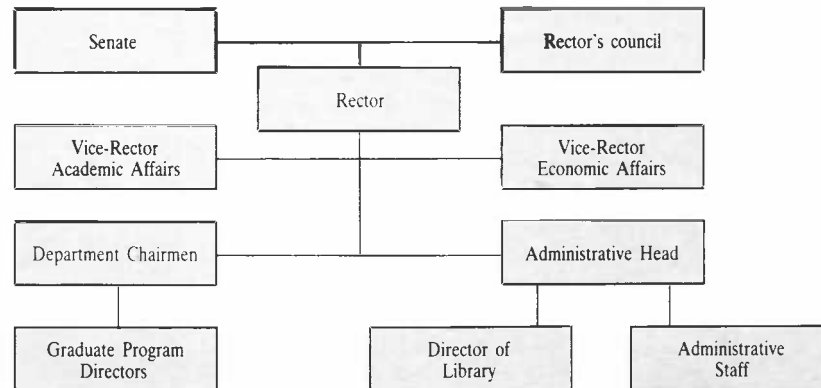 Senate
Rector's council
Rector
Vice-Rector
Academic Affairs
Vice-Rector
Economic Affairs
Department Chairmen
Administrative Head
Graduate Program
Directors
Director of
Library
Administrative
Staff